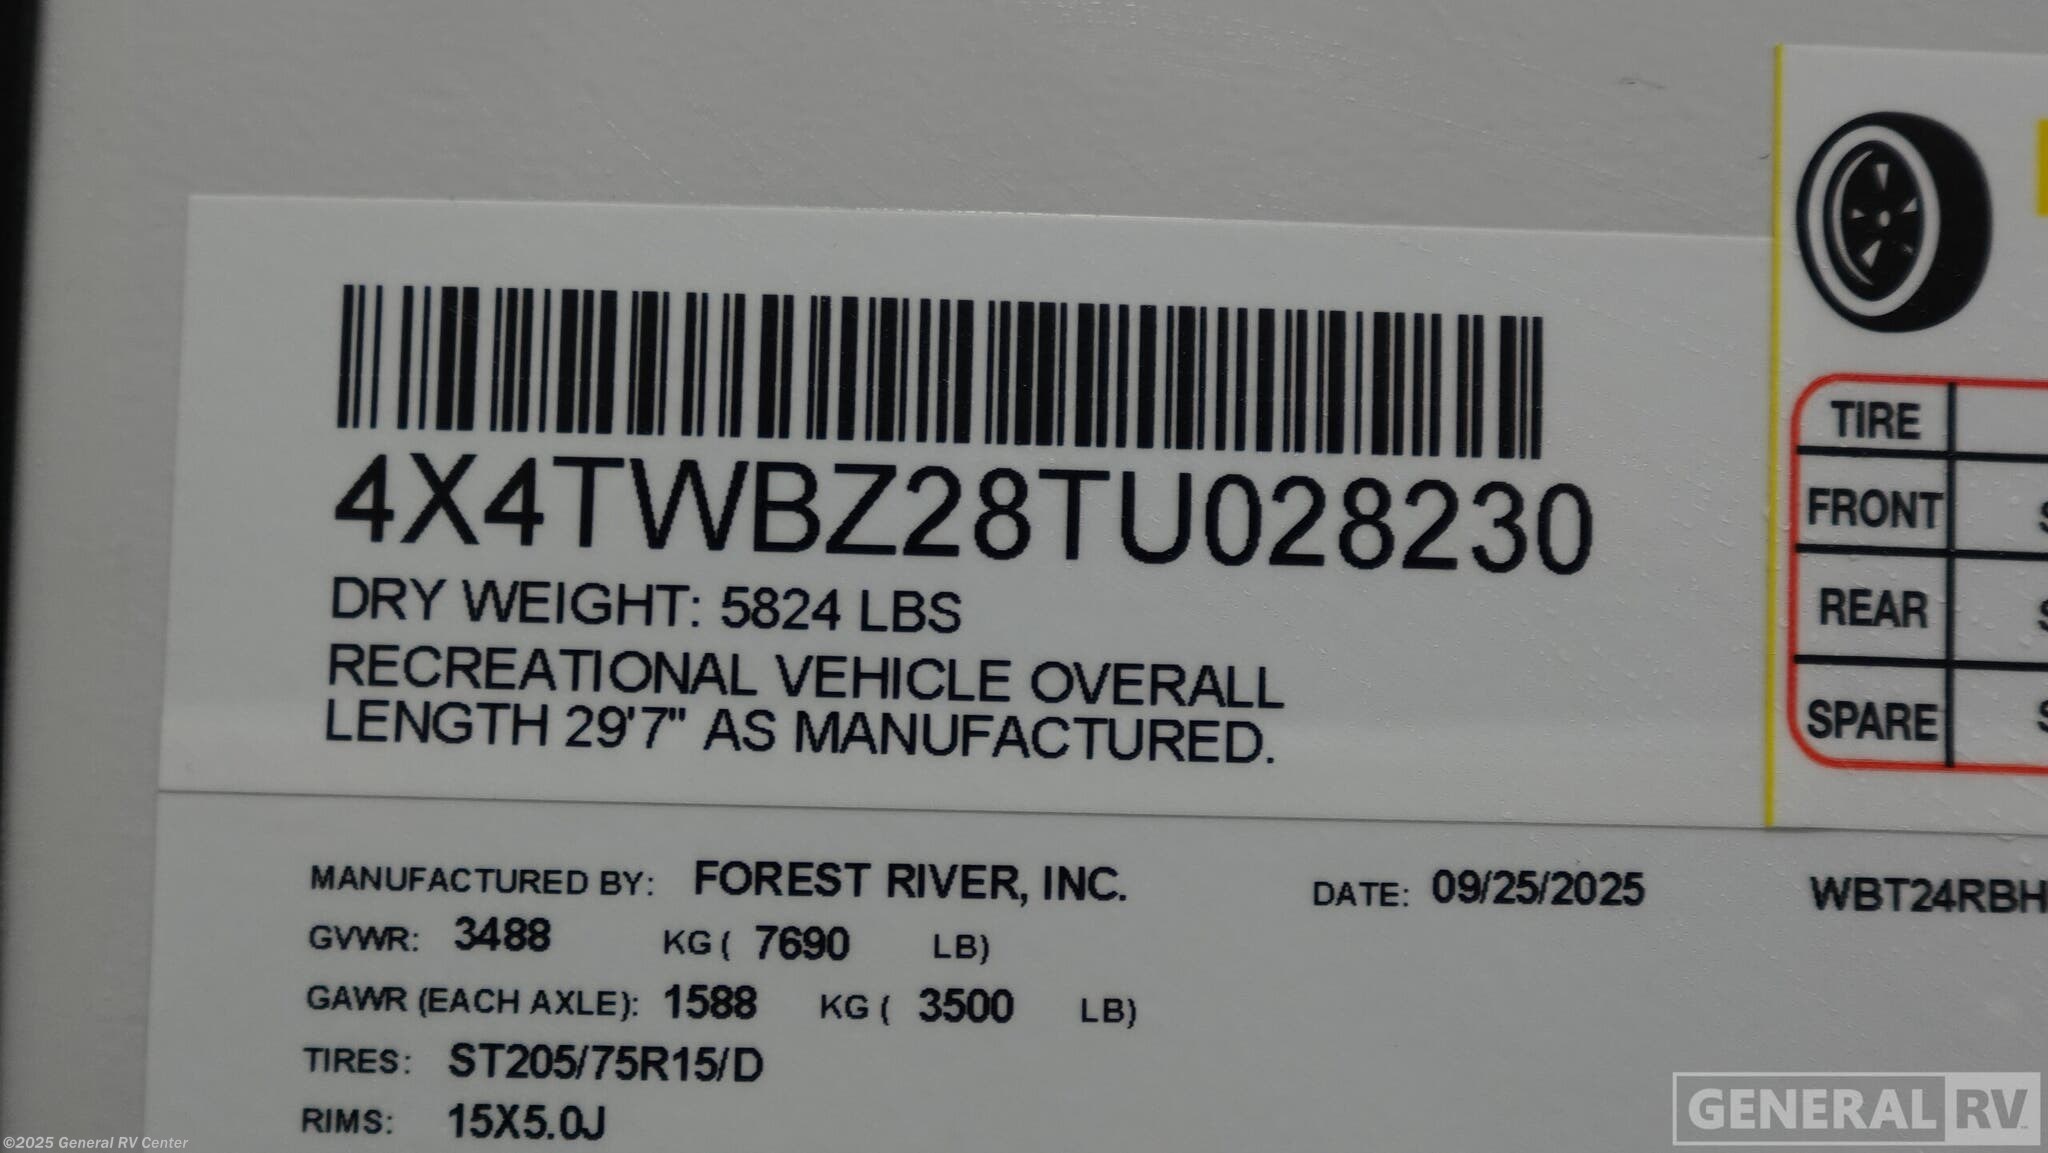 4X4TWBZ28TU028230
DRY WEIGHT: 5824 LBS
RECREATIONAL VEHICLE OVERALL
LENGTH 29'7" AS MANUFACTURED.
TIRE
FRONT
REAR
SPARE
MANUFACTURED BY: FOREST RIVER, INC. DATE: 09/25/2025 WBT24RBH
GVWR: 3488 KG ( 7690 LB)
GAWR (EACH AXLE): 1588 KG ( 3500 LB)
TIRES: ST205/75R15/D
RIMS: 15X5.0J
GENERAL RV
©2025 General RV Center